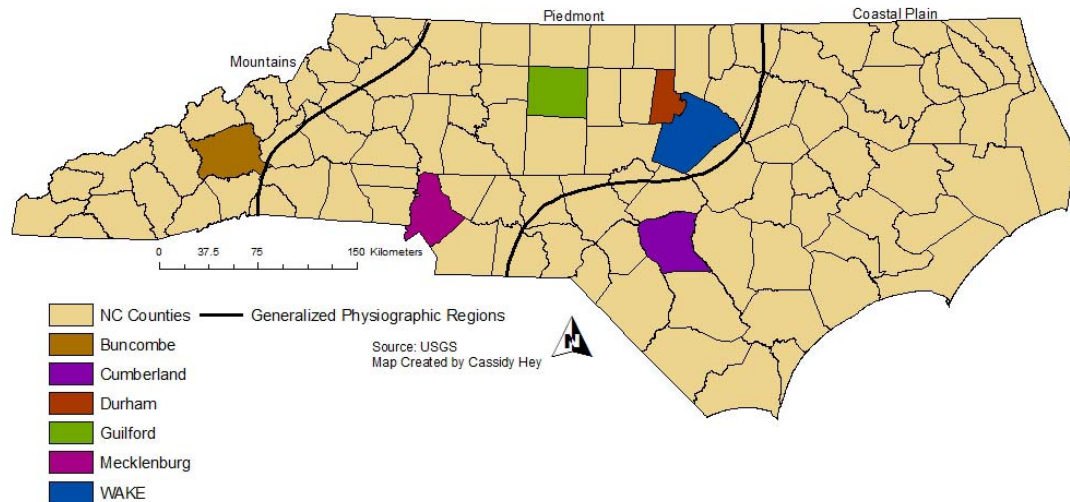 Piedmont
Coastal Plain
Mountains
0 37.5 75 150 Kilometers
NC Counties Generalized Physiographic Regions
Buncombe
Cumberland
Durham
Guilford
Mecklenburg
WAKE
Source: USGS
Map Created by Cassidy Hey
N